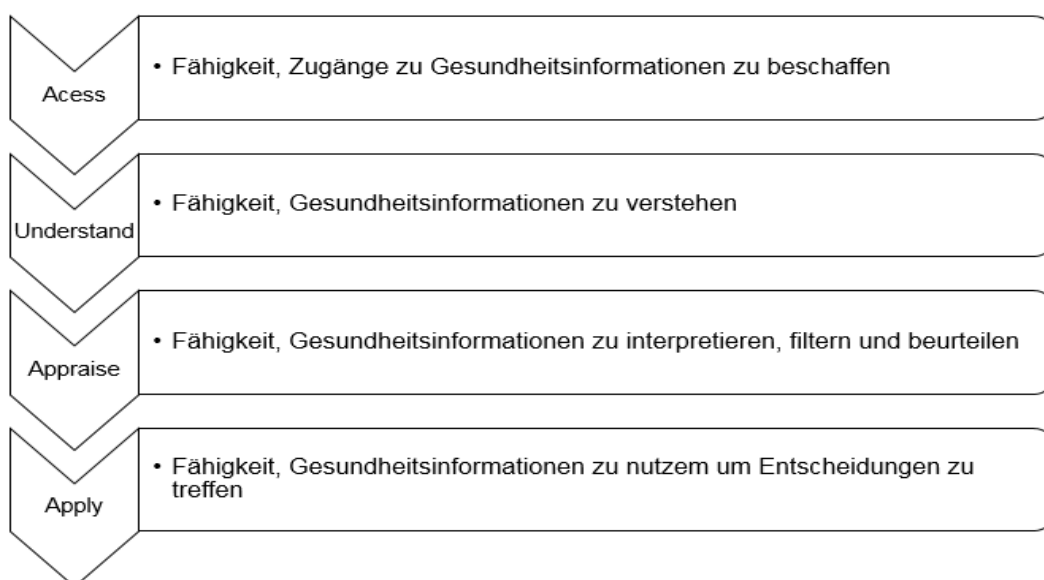 Acess
• Fähigkeit, Zugänge zu Gesundheitsinformationen zu beschaffen
Understand
• Fähigkeit, Gesundheitsinformationen zu verstehen
Appraise
• Fähigkeit, Gesundheitsinformationen zu interpretieren, filtern und beurteilen
Apply
• Fähigkeit, Gesundheitsinformationen zu nutzem um Entscheidungen zu
treffen